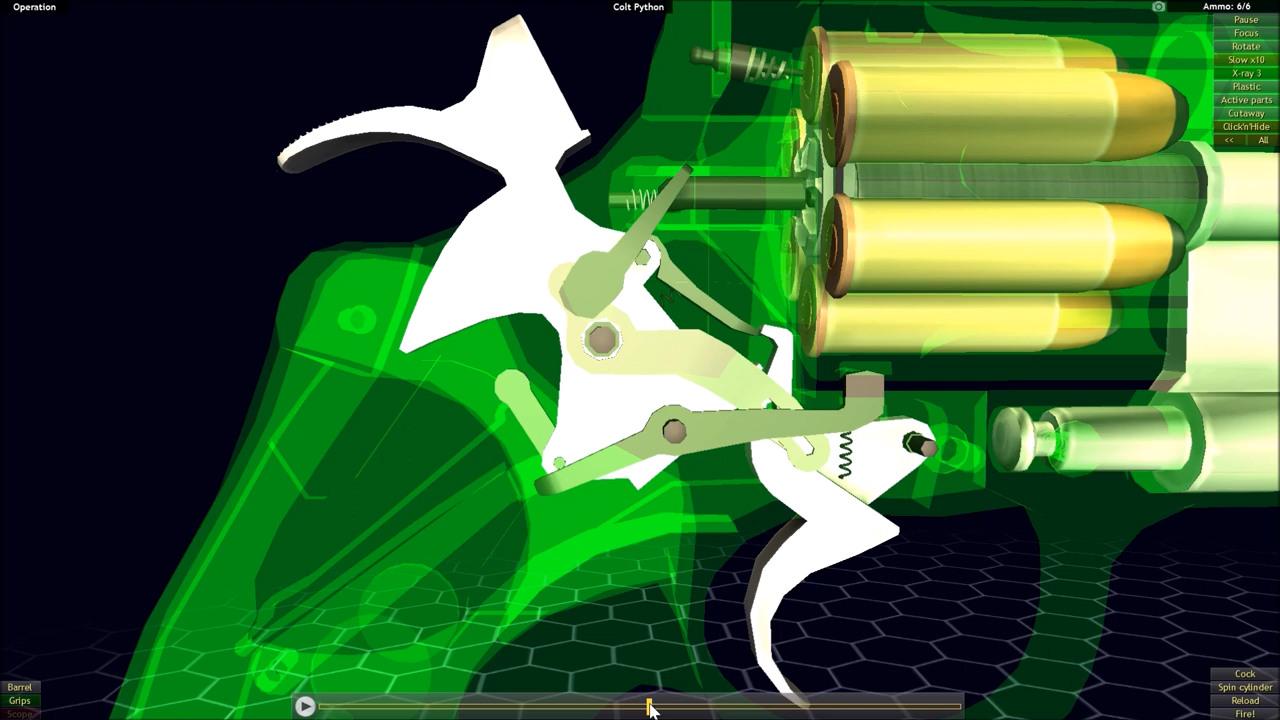 Operation
Colt Python
Ammo: 6/6
Pause
Focus
Rotate
Slow x10
X-ray 3
Plastic
Active parts
Cutaway
Click'n'Hide
<< All
Barrel
Grips
Scope
Cock
Spin cylinder
Reload
Fire!